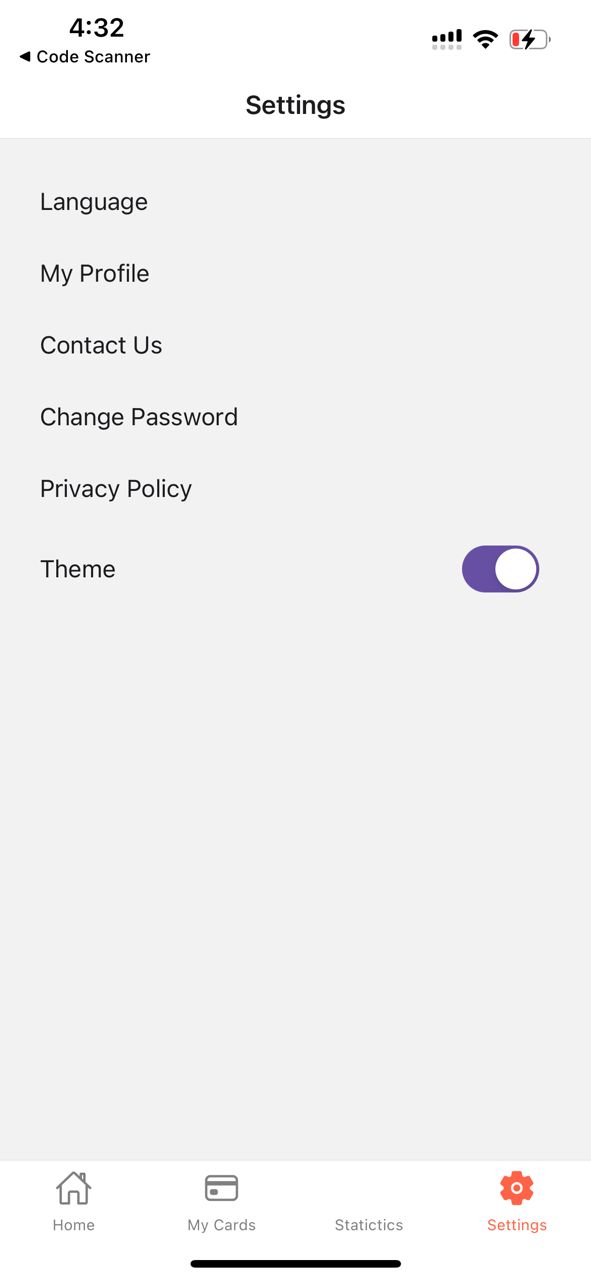 4:32
◀ Code Scanner
Settings
Language
My Profile
Contact Us
Change Password
Privacy Policy
Theme
Home
My Cards
Statictics
Settings